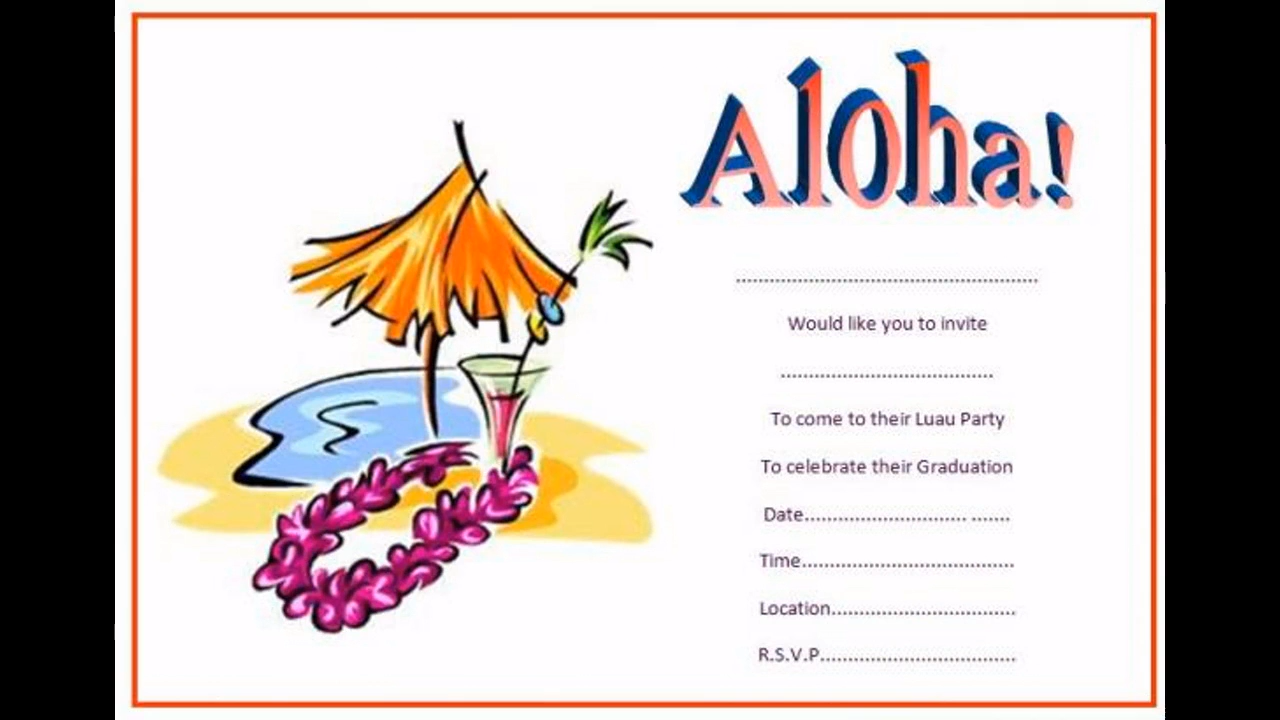 Aloha!
........................................................
Would like you to invite
.......................................
To come to their Luau Party
To celebrate their Graduation
Date............................. .......
Time......................................
Location.................................
R.S.V.P...................................